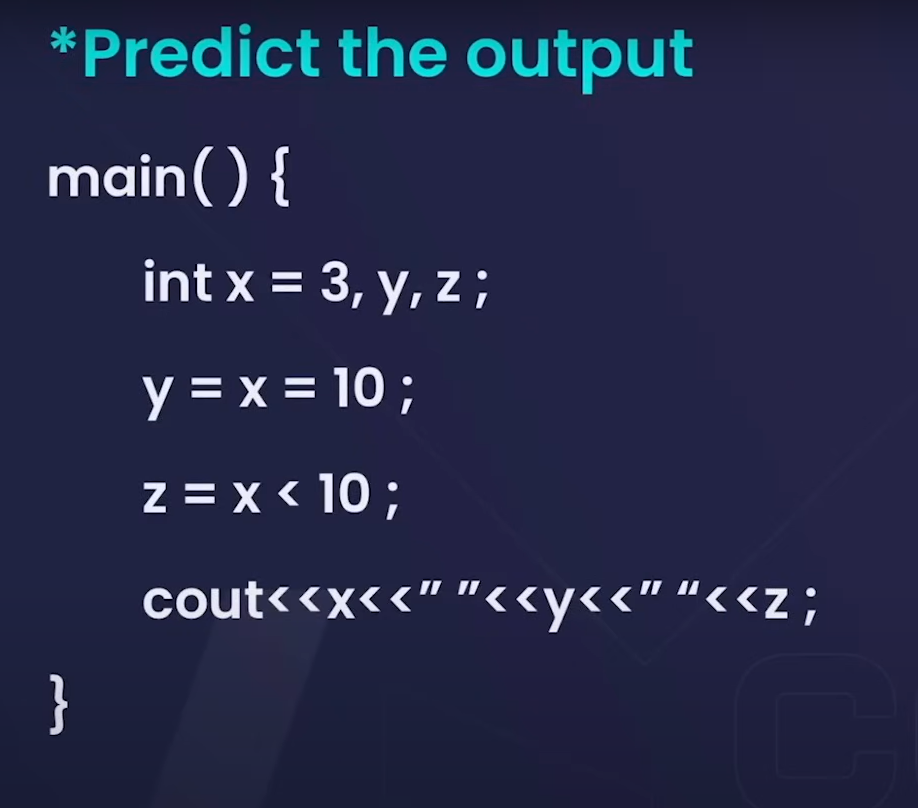 *Predict the output
main( ) {
int x = 3, y, z ;
y = x = 10 ;
z = x < 10 ;
cout<<x<<” ”<<y<<” “<<z ;
}
C